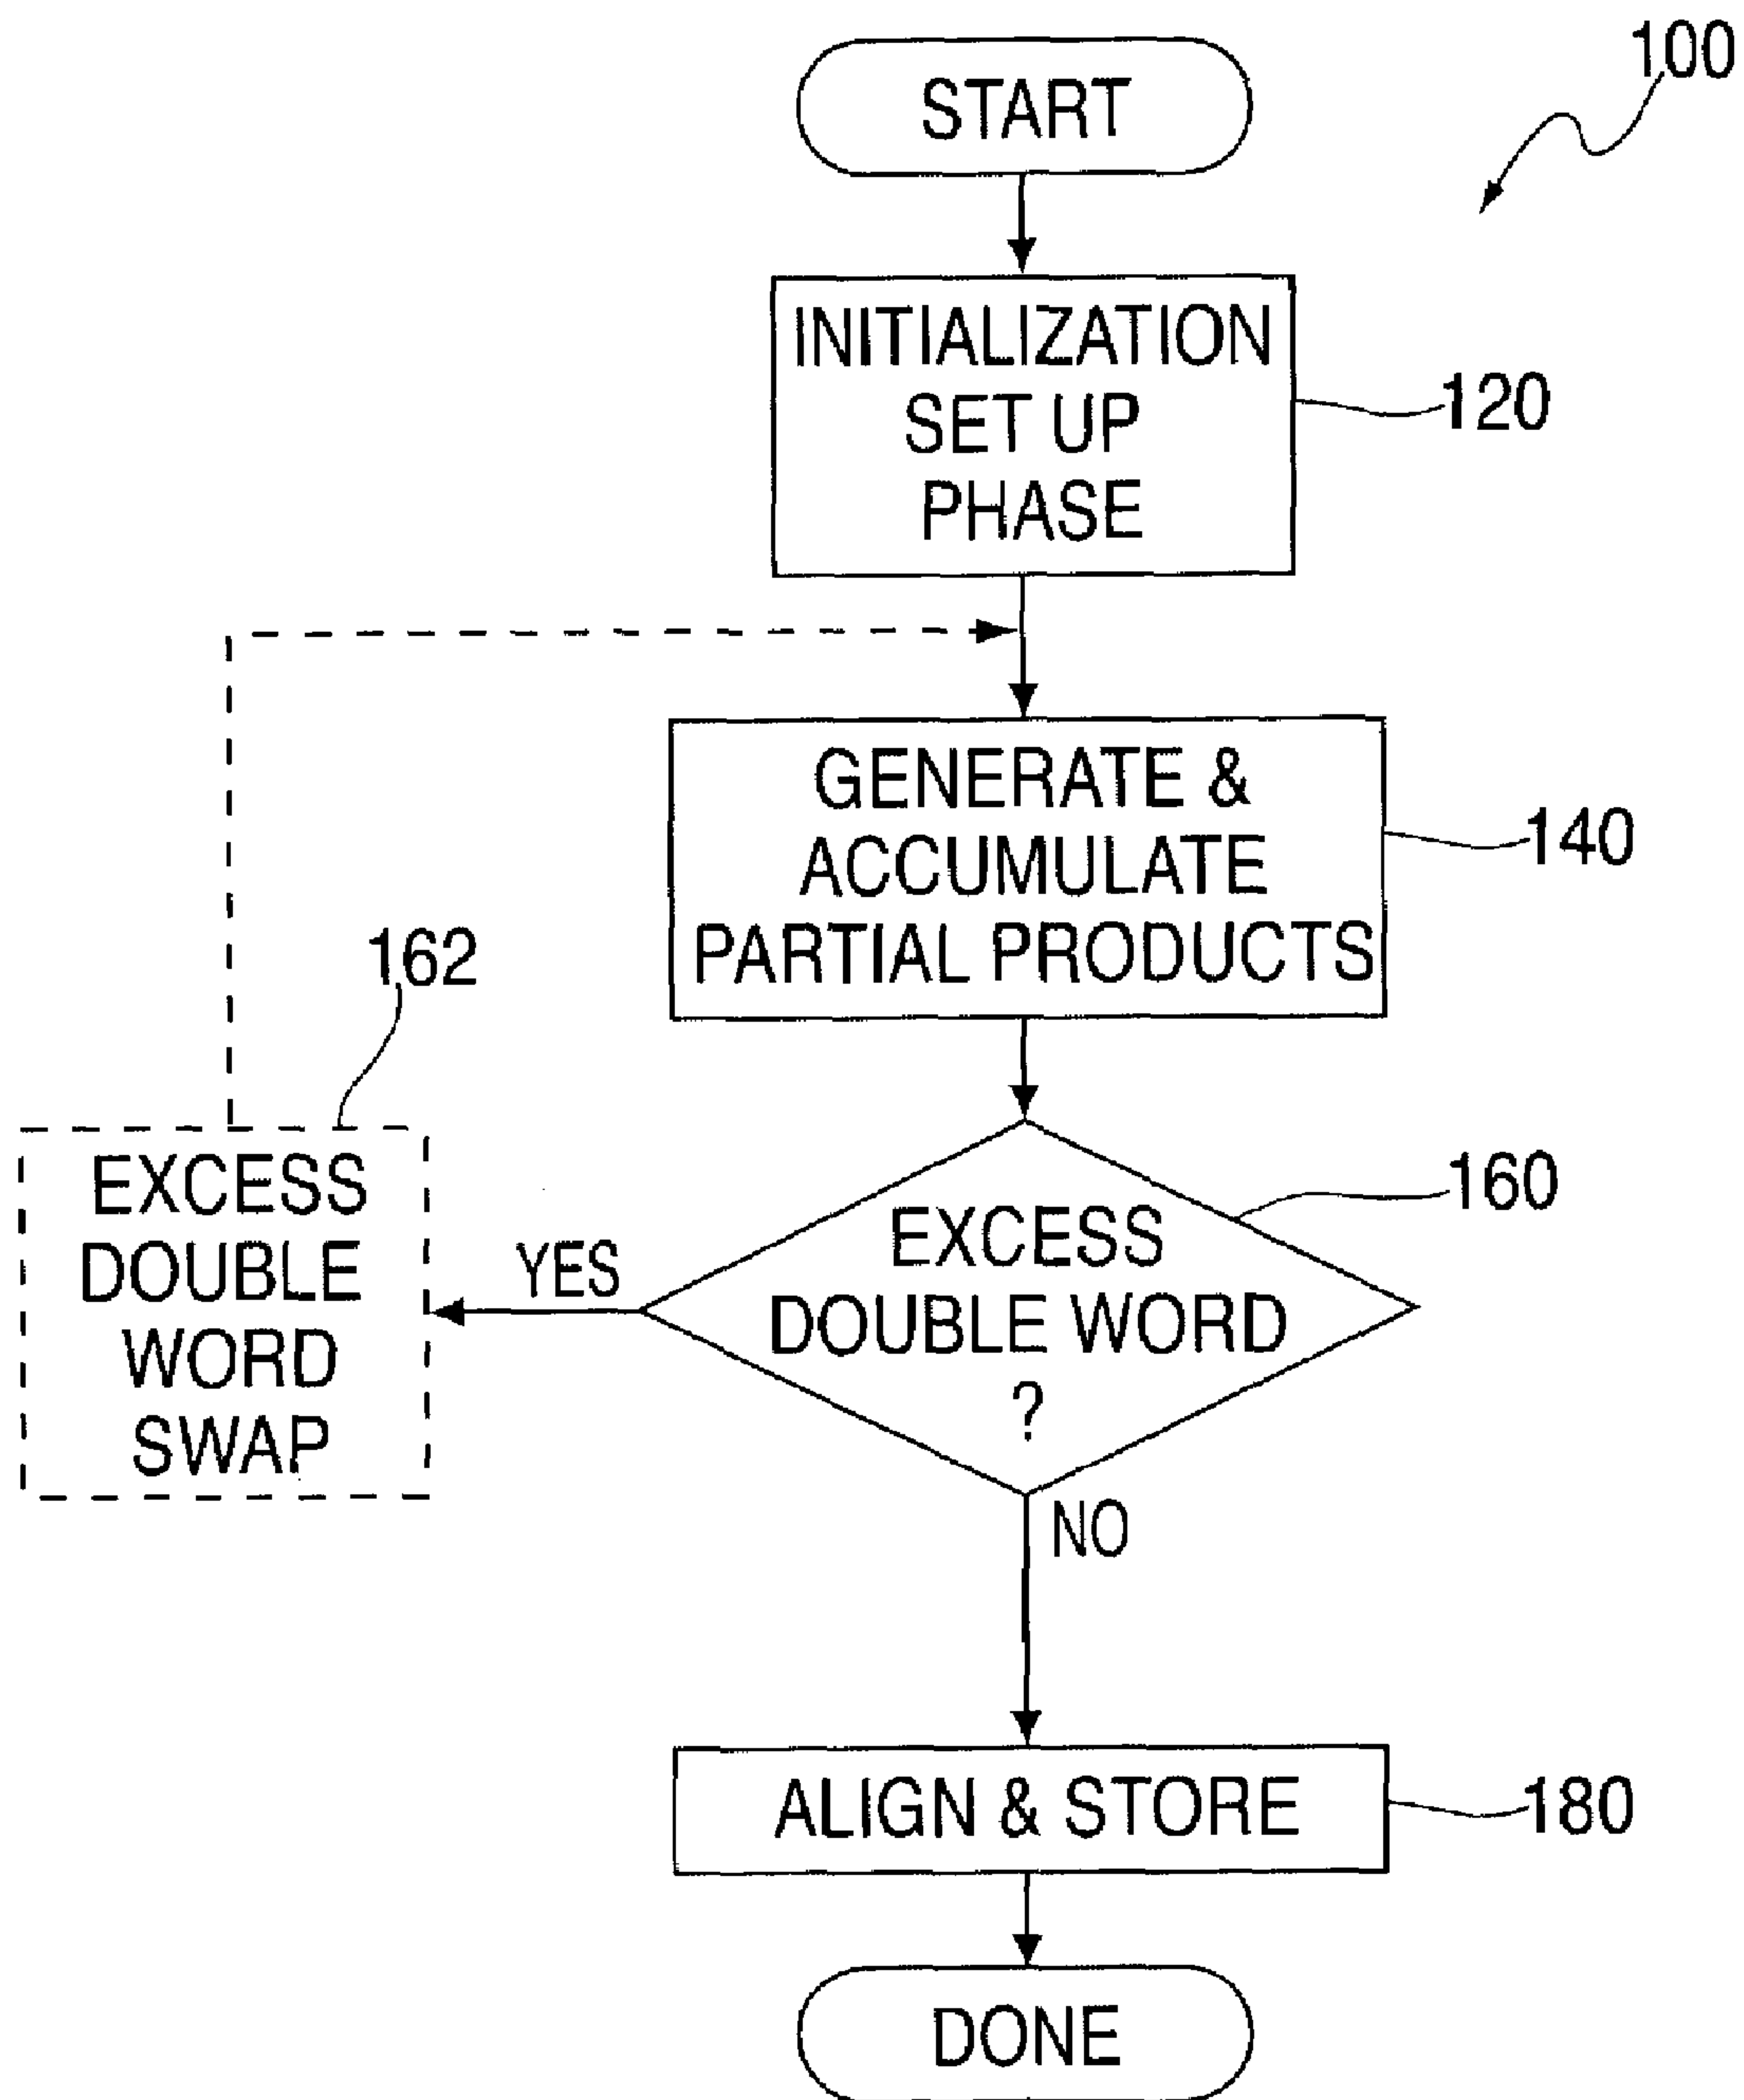 100
START
INITIALIZATION
SET UP
PHASE
120
GENERATE &
ACCUMULATE
PARTIAL PRODUCTS
140
162
EXCESS
DOUBLE
WORD
SWAP
YES
EXCESS
DOUBLE WORD
?
160
NO
ALIGN & STORE
180
DONE